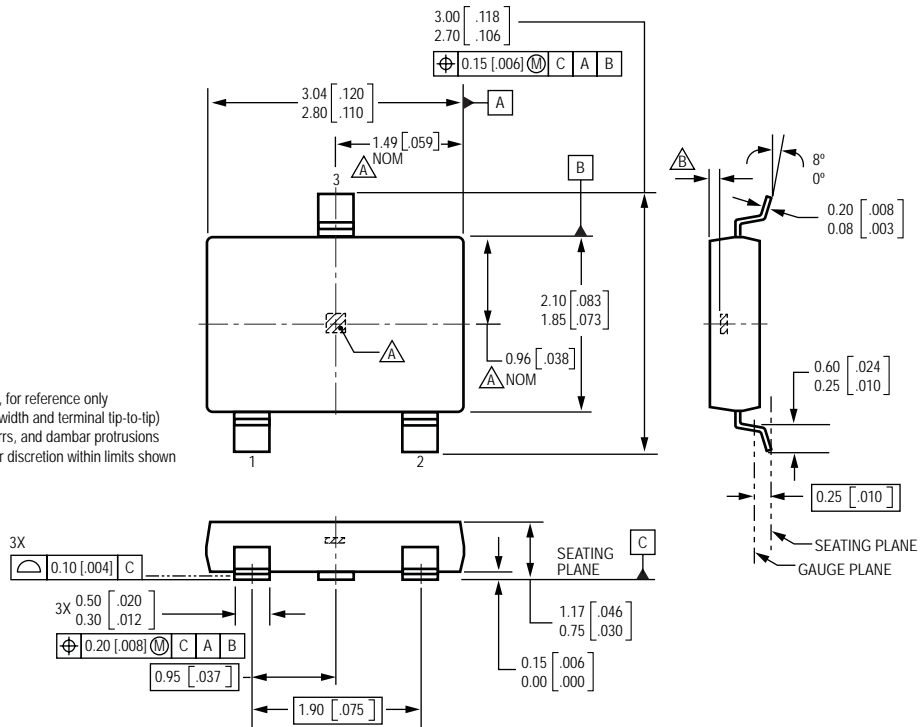 3.00 [.118
2.70 [.106
⌖ 0.15 [.006] Ⓜ C A B
3.04 [.120]
2.80 [.110]
A
1.49 [.059]
A NOM
3
B
B
8º
0º
0.20 [.008]
0.08 [.003]
2.10 [.083]
1.85 [.073]
A
0.96 [.038]
A NOM
0.60 [.024]
0.25 [.010]
, for reference only
width and terminal tip-to-tip)
rrs, and dambar protrusions
r discretion within limits shown
1
2
0.25 [.010]
SEATING PLANE
GAUGE PLANE
3X
⌓ 0.10 [.004] C
SEATING
PLANE
C
3X 0.50 [.020]
0.30 [.012]
⌖ 0.20 [.008] Ⓜ C A B
1.17 [.046]
0.75 [.030]
0.15 [.006]
0.00 [.000]
0.95 [.037]
1.90 [.075]